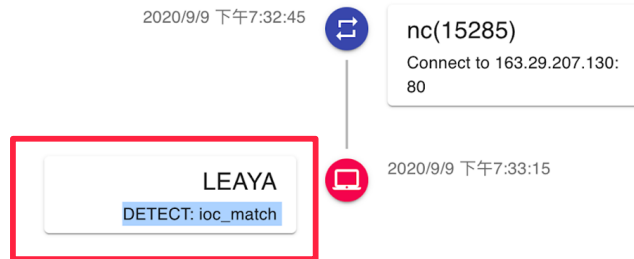 2020/9/9 下午7:32:45
nc(15285)
Connect to 163.29.207.130:
80
2020/9/9 下午7:33:15
LEAYA
DETECT: ioc_match